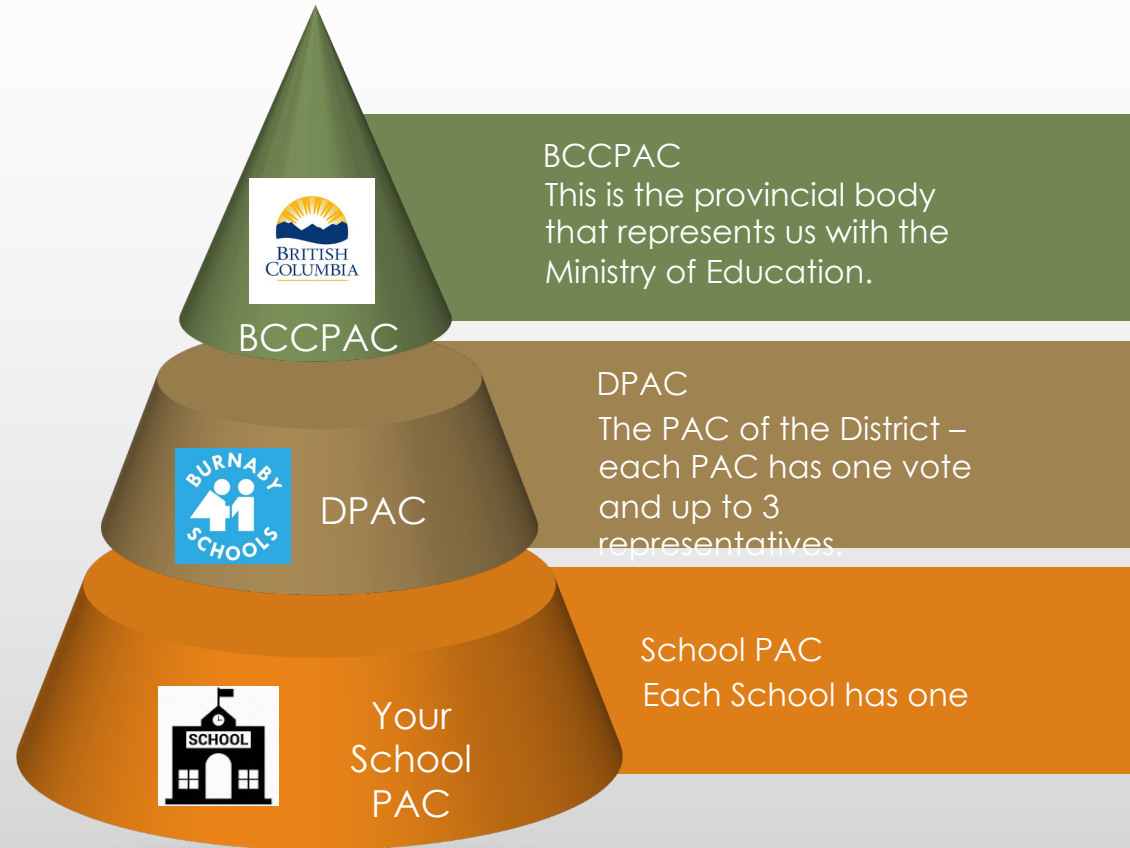 BCCPAC
This is the provincial body
that represents us with the
Ministry of Education.
BRITISH
COLUMBIA
BCCPAC
DPAC
The PAC of the District –
each PAC has one vote
and up to 3
representatives.
BURNABY
SCHOOLS
DPAC
School PAC
Each School has one
SCHOOL
Your
School
PAC